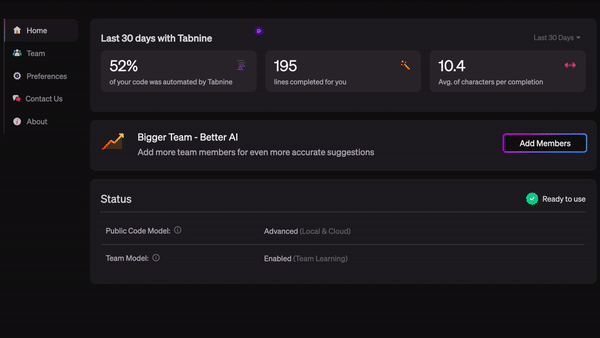 Home
Team
Preferences
Contact Us
About
Last 30 days with Tabnine
Last 30 Days
52%
of your code was automated by Tabnine
195
lines completed for you
10.4
Avg. of characters per completion
Bigger Team - Better AI
Add more team members for even more accurate suggestions
Add Members
Status
Ready to use
Public Code Model:
Advanced (Local & Cloud)
Team Model:
Enabled (Team Learning)